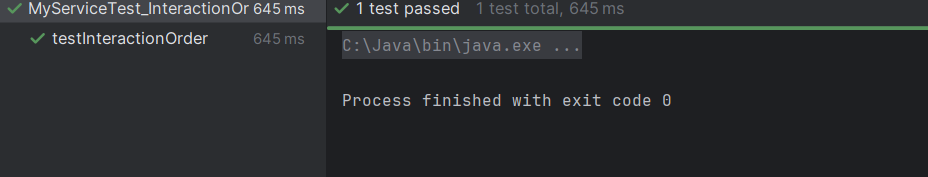 MyServiceTest_InteractionOr 645 ms
testInteractionOrder 645 ms
1 test passed 1 test total, 645 ms
C:\Java\bin\java.exe ...
Process finished with exit code 0